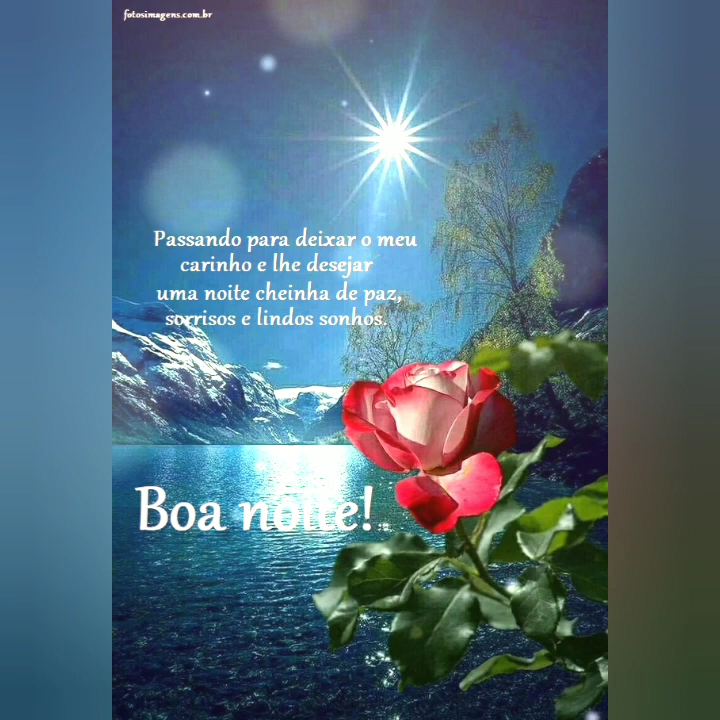 fotosimagens.com.br
Passando para deixar o meu
carinho e lhe desejar
uma noite cheinha de paz,
sorrisos e lindos sonhos.
Boa noite!